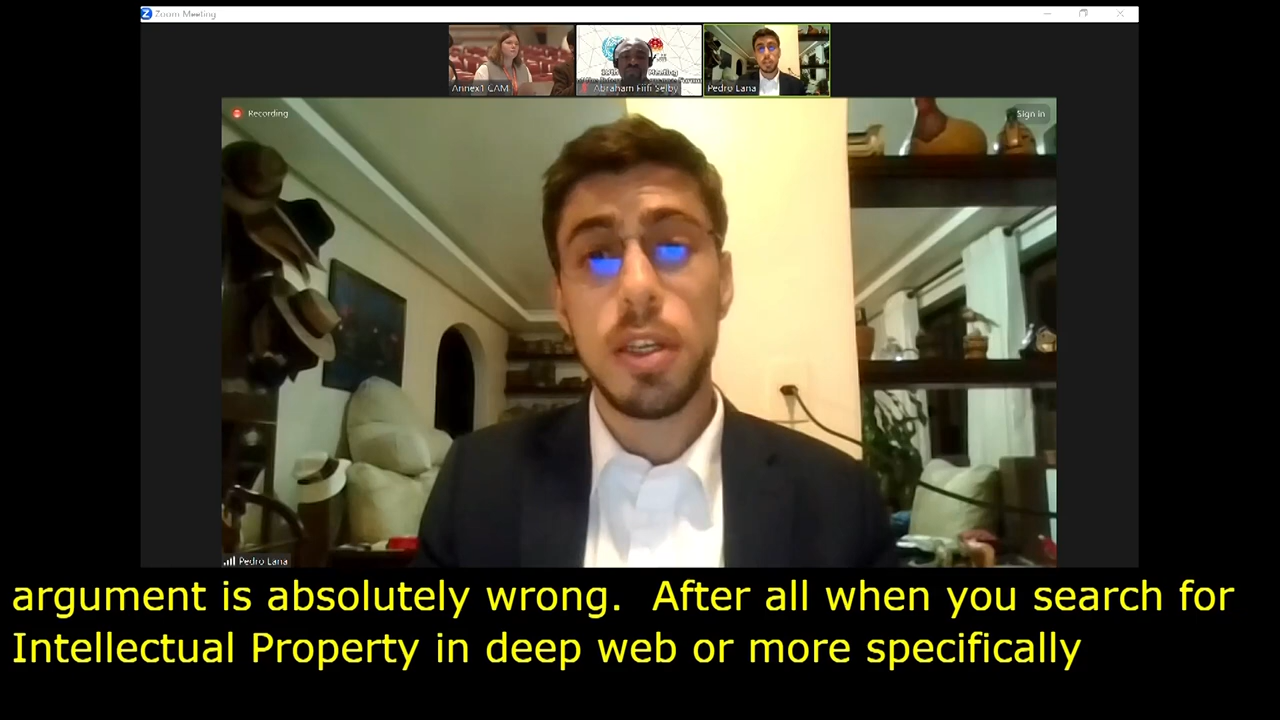 Zoom Meeting
Annex1 CAM
Abraham Fiifi Selby
Pedro Lana
Recording
Sign in
Pedro Lana
argument is absolutely wrong.  After all when you search for
Intellectual Property in deep web or more specifically